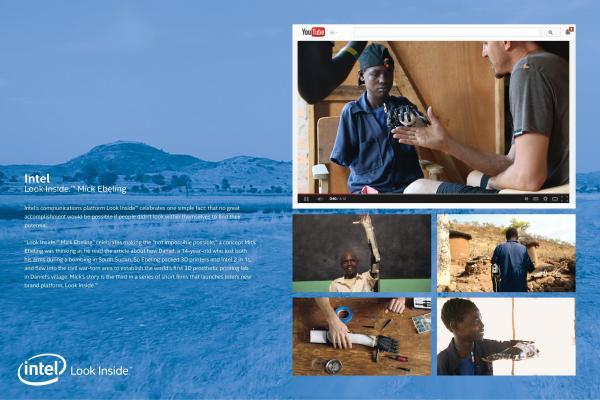 YouTube
Intel
Look Inside.™ Mick Ebeling
Intel's communications platform Look Inside™ celebrates one simple fact: that no great
accomplishment would be possible if people didn't look within themselves to find their
potential.
"Look Inside.™ Mick Ebeling" celebrates making the "not impossible possible," a concept Mick
Ebeling was thinking as he read the article about how Daniel, a 14-year-old who lost both
his arms during a bombing in South Sudan. So Ebeling packed 3D printers and Intel 2 in 1s,
and flew into the civil war-torn area to establish the world's first 3D prosthetic printing lab
in Daniel's village. Mick's story is the third in a series of short films that launches Intel's new
brand platform, Look Inside.™
intel Look Inside.™